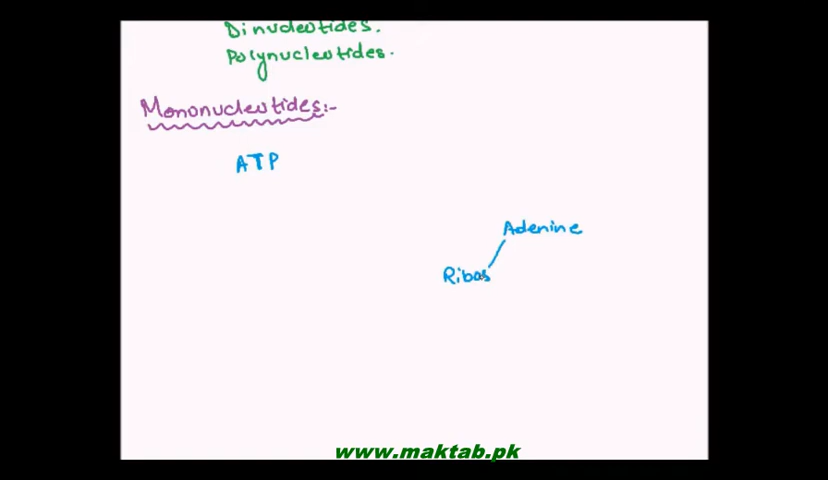 Dinucleotides.
Polynucleotides.
Mononucleotides:-
ATP
Adenine
Ribos
www.maktab.pk